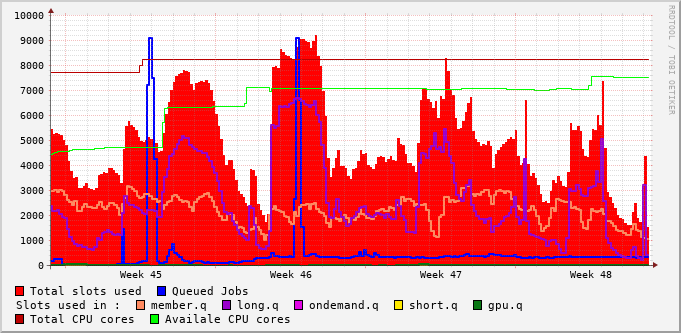 10000
9000
8000
7000
6000
5000
4000
3000
2000
1000
0
Week 45 Week 46 Week 47 Week 48
RRDTOOL / TOBI OETIKER
Total slots used Queued Jobs
Slots used in : member.q long.q ondemand.q short.q gpu.q
Total CPU cores Availale CPU cores